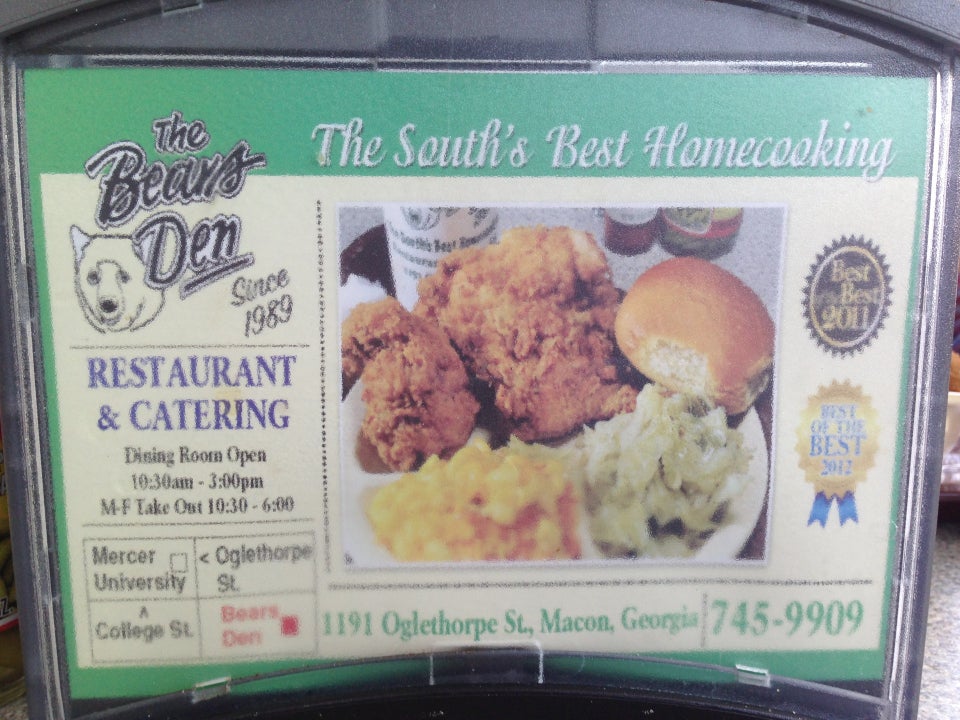 The
Bears
Den
Since
1989
The South's Best Homecooking
RESTAURANT
& CATERING
Dining Room Open
10:30am - 3:00pm
M-F Take Out 10:30 - 6:00
Mercer
University
< Oglethorpe
St.
^
College St.
Bears
Den
Best
of the
Best
2011
BEST
OF THE
BEST
2012
1191 Oglethorpe St., Macon, Georgia
745-9909